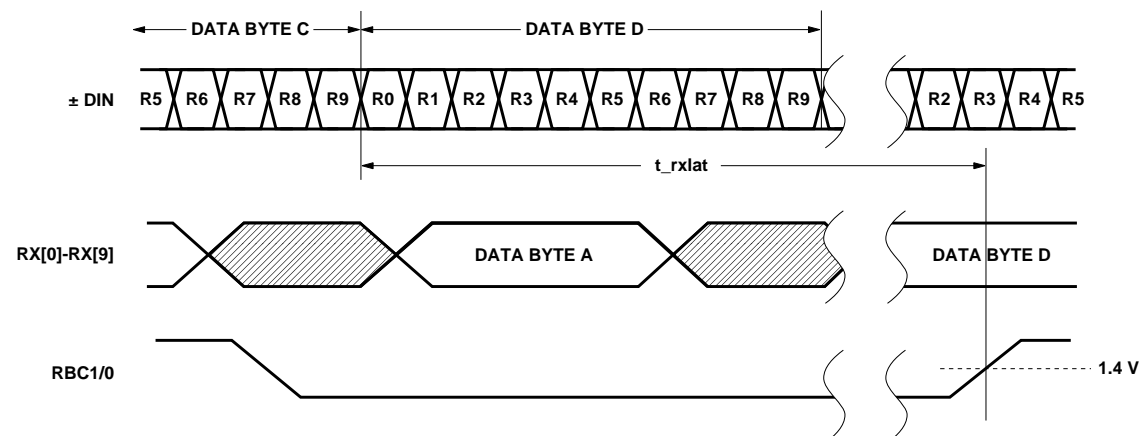 DATA BYTE C DATA BYTE D
± DIN R5 R6 R7 R8 R9 R0 R1 R2 R3 R4 R5 R6 R7 R8 R9 R2 R3 R4 R5
t_rxlat
RX[0]-RX[9] DATA BYTE A DATA BYTE D
RBC1/0 1.4 V